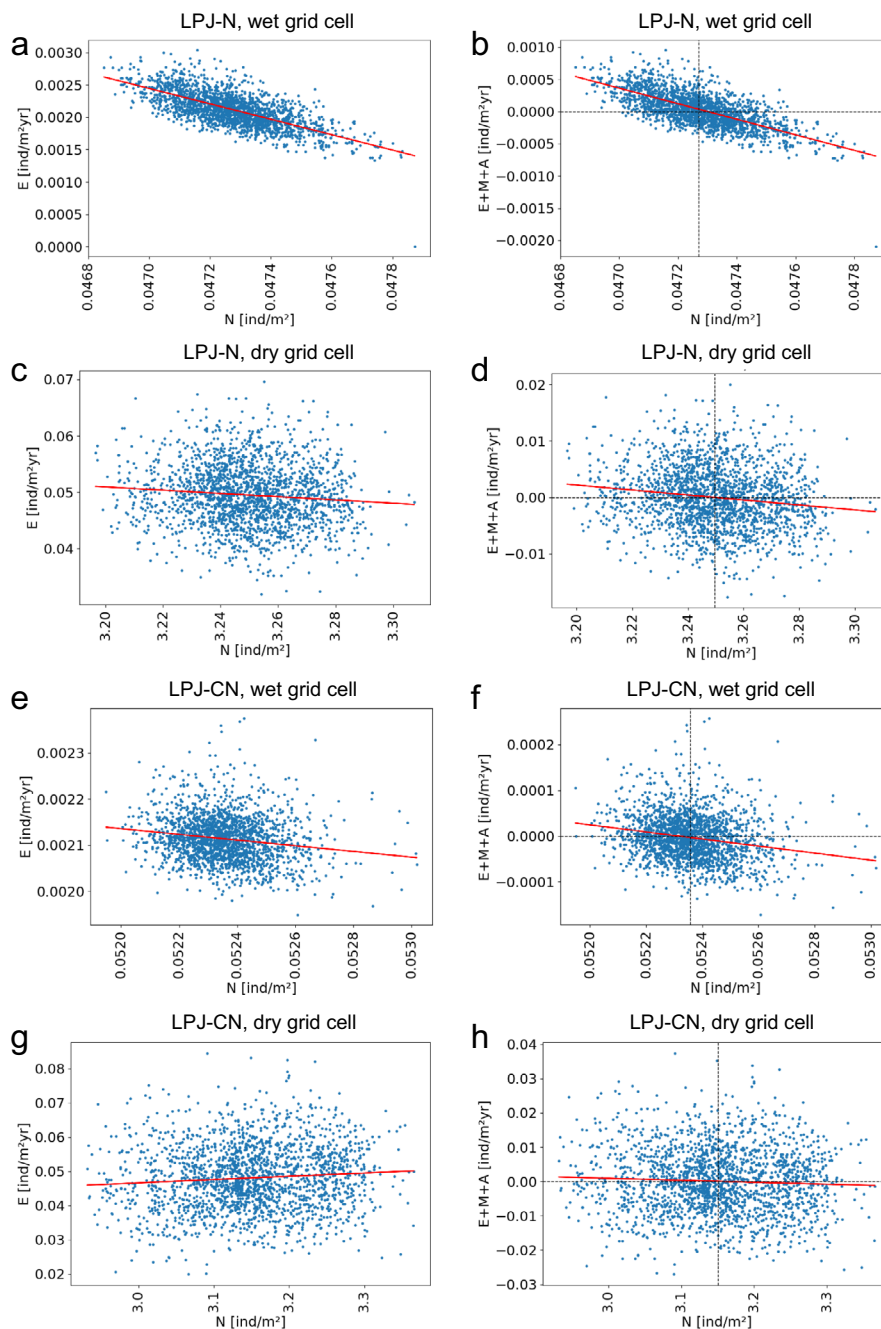 LPJ-N, wet grid cell
a
E [ind/m²yr]
0.0030
0.0025
0.0020
0.0015
0.0010
0.0005
0.0000
0.0468
0.0470
0.0472
0.0474
0.0476
0.0478
N [ind/m²]
LPJ-N, wet grid cell
b
E+M+A [ind/m²yr]
0.0010
0.0005
0.0000
−0.0005
−0.0010
−0.0015
−0.0020
0.0468
0.0470
0.0472
0.0474
0.0476
0.0478
N [ind/m²]
LPJ-N, dry grid cell
c
E [ind/m²yr]
0.07
0.06
0.05
0.04
3.20
3.22
3.24
3.26
3.28
3.30
N [ind/m²]
LPJ-N, dry grid cell
d
E+M+A [ind/m²yr]
0.02
0.01
0.00
−0.01
3.20
3.22
3.24
3.26
3.28
3.30
N [ind/m²]
LPJ-CN, wet grid cell
e
E [ind/m²yr]
0.0023
0.0022
0.0021
0.0020
0.0520
0.0522
0.0524
0.0526
0.0528
0.0530
N [ind/m²]
LPJ-CN, wet grid cell
f
E+M+A [ind/m²yr]
0.0002
0.0001
0.0000
−0.0001
0.0520
0.0522
0.0524
0.0526
0.0528
0.0530
N [ind/m²]
LPJ-CN, dry grid cell
g
E [ind/m²yr]
0.08
0.07
0.06
0.05
0.04
0.03
0.02
3.0
3.1
3.2
3.3
N [ind/m²]
LPJ-CN, dry grid cell
h
E+M+A [ind/m²yr]
0.04
0.03
0.02
0.01
0.00
−0.01
−0.02
−0.03
3.0
3.1
3.2
3.3
N [ind/m²]